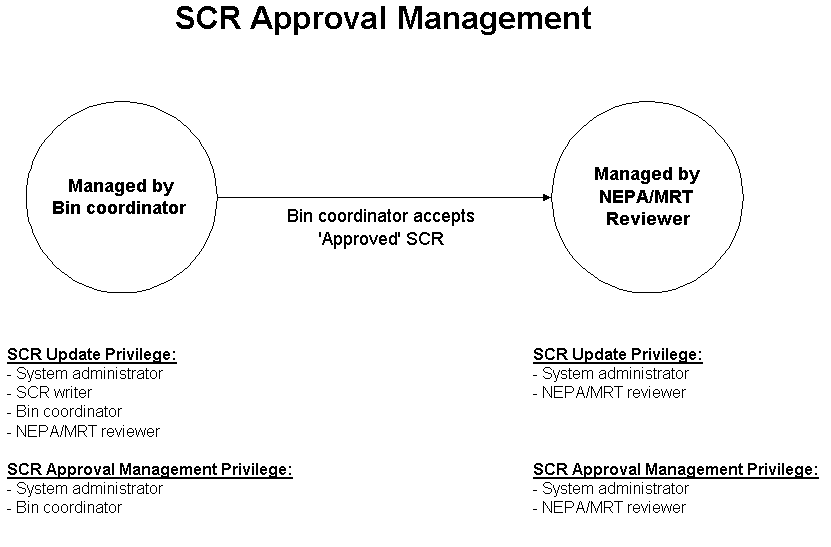 SCR Approval Management
Managed by
Bin coordinator
Bin coordinator accepts
'Approved' SCR
Managed by
NEPA/MRT
Reviewer
SCR Update Privilege:
- System administrator
- SCR writer
- Bin coordinator
- NEPA/MRT reviewer
SCR Approval Management Privilege:
- System administrator
- Bin coordinator
SCR Update Privilege:
- System administrator
- NEPA/MRT reviewer
SCR Approval Management Privilege:
- System administrator
- NEPA/MRT reviewer